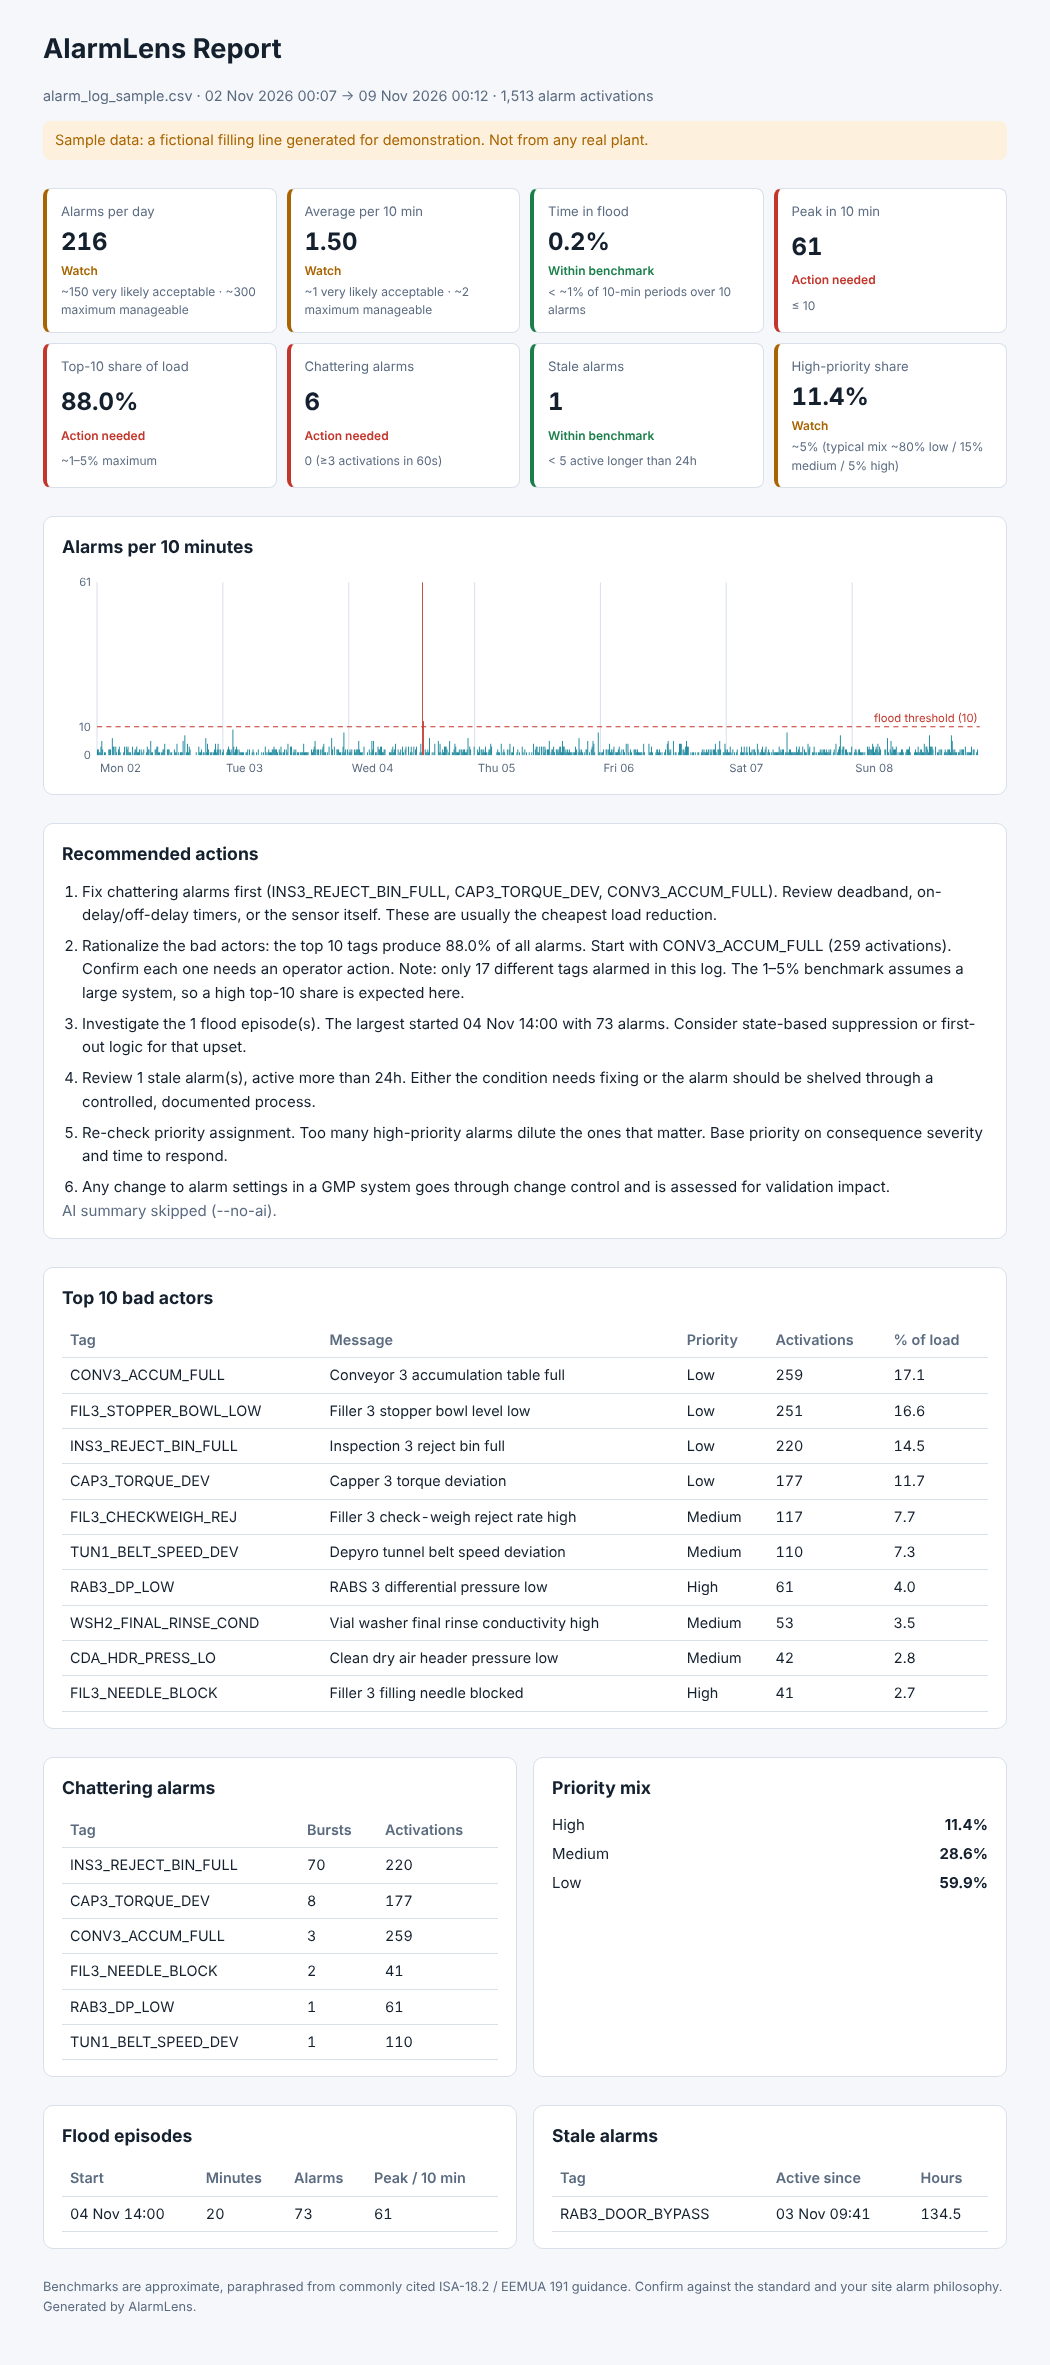 AlarmLens Report
alarm_log_sample.csv · 02 Nov 2026 00:07 → 09 Nov 2026 00:12 · 1,513 alarm activations
Sample data: a fictional filling line generated for demonstration. Not from any real plant.
Alarms per day
216
Watch
~150 very likely acceptable · ~300
maximum manageable
Average per 10 min
1.50
Watch
~1 very likely acceptable · ~2
maximum manageable
Time in flood
0.2%
Within benchmark
< ~1% of 10-min periods over 10
alarms
Peak in 10 min
61
Action needed
≤ 10
Top-10 share of load
88.0%
Action needed
~1–5% maximum
Chattering alarms
6
Action needed
0 (≥3 activations in 60s)
Stale alarms
1
Within benchmark
< 5 active longer than 24h
High-priority share
11.4%
Watch
~5% (typical mix ~80% low / 15%
medium / 5% high)
Alarms per 10 minutes
61
flood threshold (10)
10
0
Mon 02 Tue 03 Wed 04 Thu 05 Fri 06 Sat 07 Sun 08
Recommended actions
1. Fix chattering alarms first (INS3_REJECT_BIN_FULL, CAP3_TORQUE_DEV, CONV3_ACCUM_FULL). Review deadband, on-
delay/off-delay timers, or the sensor itself. These are usually the cheapest load reduction.
2. Rationalize the bad actors: the top 10 tags produce 88.0% of all alarms. Start with CONV3_ACCUM_FULL (259 activations).
Confirm each one needs an operator action. Note: only 17 different tags alarmed in this log. The 1–5% benchmark assumes a
large system, so a high top-10 share is expected here.
3. Investigate the 1 flood episode(s). The largest started 04 Nov 14:00 with 73 alarms. Consider state-based suppression or first-
out logic for that upset.
4. Review 1 stale alarm(s), active more than 24h. Either the condition needs fixing or the alarm should be shelved through a
controlled, documented process.
5. Re-check priority assignment. Too many high-priority alarms dilute the ones that matter. Base priority on consequence severity
and time to respond.
6. Any change to alarm settings in a GMP system goes through change control and is assessed for validation impact.
AI summary skipped (--no-ai).
Top 10 bad actors
Tag Message Priority Activations % of load
CONV3_ACCUM_FULL Conveyor 3 accumulation table full Low 259 17.1
FIL3_STOPPER_BOWL_LOW Filler 3 stopper bowl level low Low 251 16.6
INS3_REJECT_BIN_FULL Inspection 3 reject bin full Low 220 14.5
CAP3_TORQUE_DEV Capper 3 torque deviation Low 177 11.7
FIL3_CHECKWEIGH_REJ Filler 3 check-weigh reject rate high Medium 117 7.7
TUN1_BELT_SPEED_DEV Depyro tunnel belt speed deviation Medium 110 7.3
RAB3_DP_LOW RABS 3 differential pressure low High 61 4.0
WSH2_FINAL_RINSE_COND Vial washer final rinse conductivity high Medium 53 3.5
CDA_HDR_PRESS_LO Clean dry air header pressure low Medium 42 2.8
FIL3_NEEDLE_BLOCK Filler 3 filling needle blocked High 41 2.7
Chattering alarms
Tag Bursts Activations
INS3_REJECT_BIN_FULL 70 220
CAP3_TORQUE_DEV 8 177
CONV3_ACCUM_FULL 3 259
FIL3_NEEDLE_BLOCK 2 41
RAB3_DP_LOW 1 61
TUN1_BELT_SPEED_DEV 1 110
Priority mix
High 11.4%
Medium 28.6%
Low 59.9%
Flood episodes
Start Minutes Alarms Peak / 10 min
04 Nov 14:00 20 73 61
Stale alarms
Tag Active since Hours
RAB3_DOOR_BYPASS 03 Nov 09:41 134.5
Benchmarks are approximate, paraphrased from commonly cited ISA-18.2 / EEMUA 191 guidance. Confirm against the standard and your site alarm philosophy.
Generated by AlarmLens.